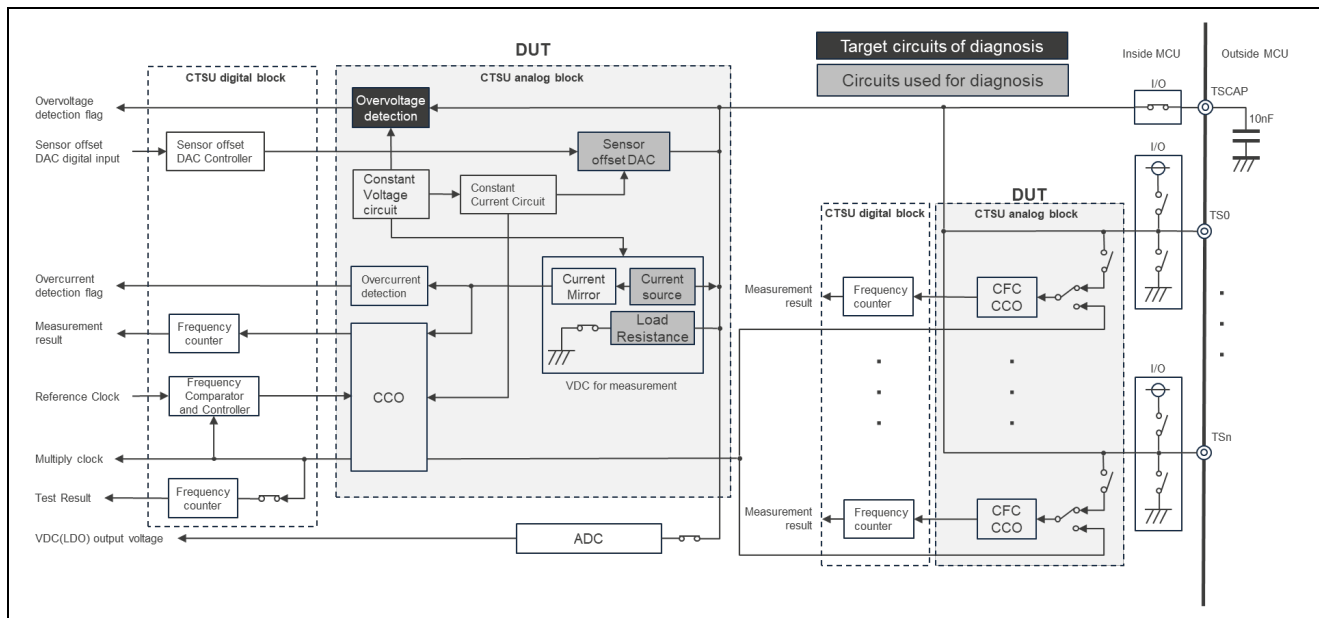 DUT
Target circuits of diagnosis
Circuits used for diagnosis
Inside MCU
Outside MCU
CTSU digital block
CTSU analog block
I/O
TSCAP
10nF
Overvoltage
detection flag
Overvoltage
detection
Sensor offset
DAC digital input
Sensor offset
DAC Controller
Sensor
offset DAC
Constant
Voltage
circuit
Constant
Current Circuit
I/O
DUT
CTSU digital block
CTSU analog block
TS0
Overcurrent
detection flag
Overcurrent
detection
Current
Mirror
Current
source
Load
Resistance
VDC for measurement
Measurement
result
Frequency
counter
CFC
CCO
Measurement
result
Frequency
counter
CCO
Reference Clock
Frequency
Comparator
and Controller
I/O
Multiply clock
TSn
Test Result
Frequency
counter
Measurement
result
Frequency
counter
CFC
CCO
VDC(LDO) output voltage
ADC